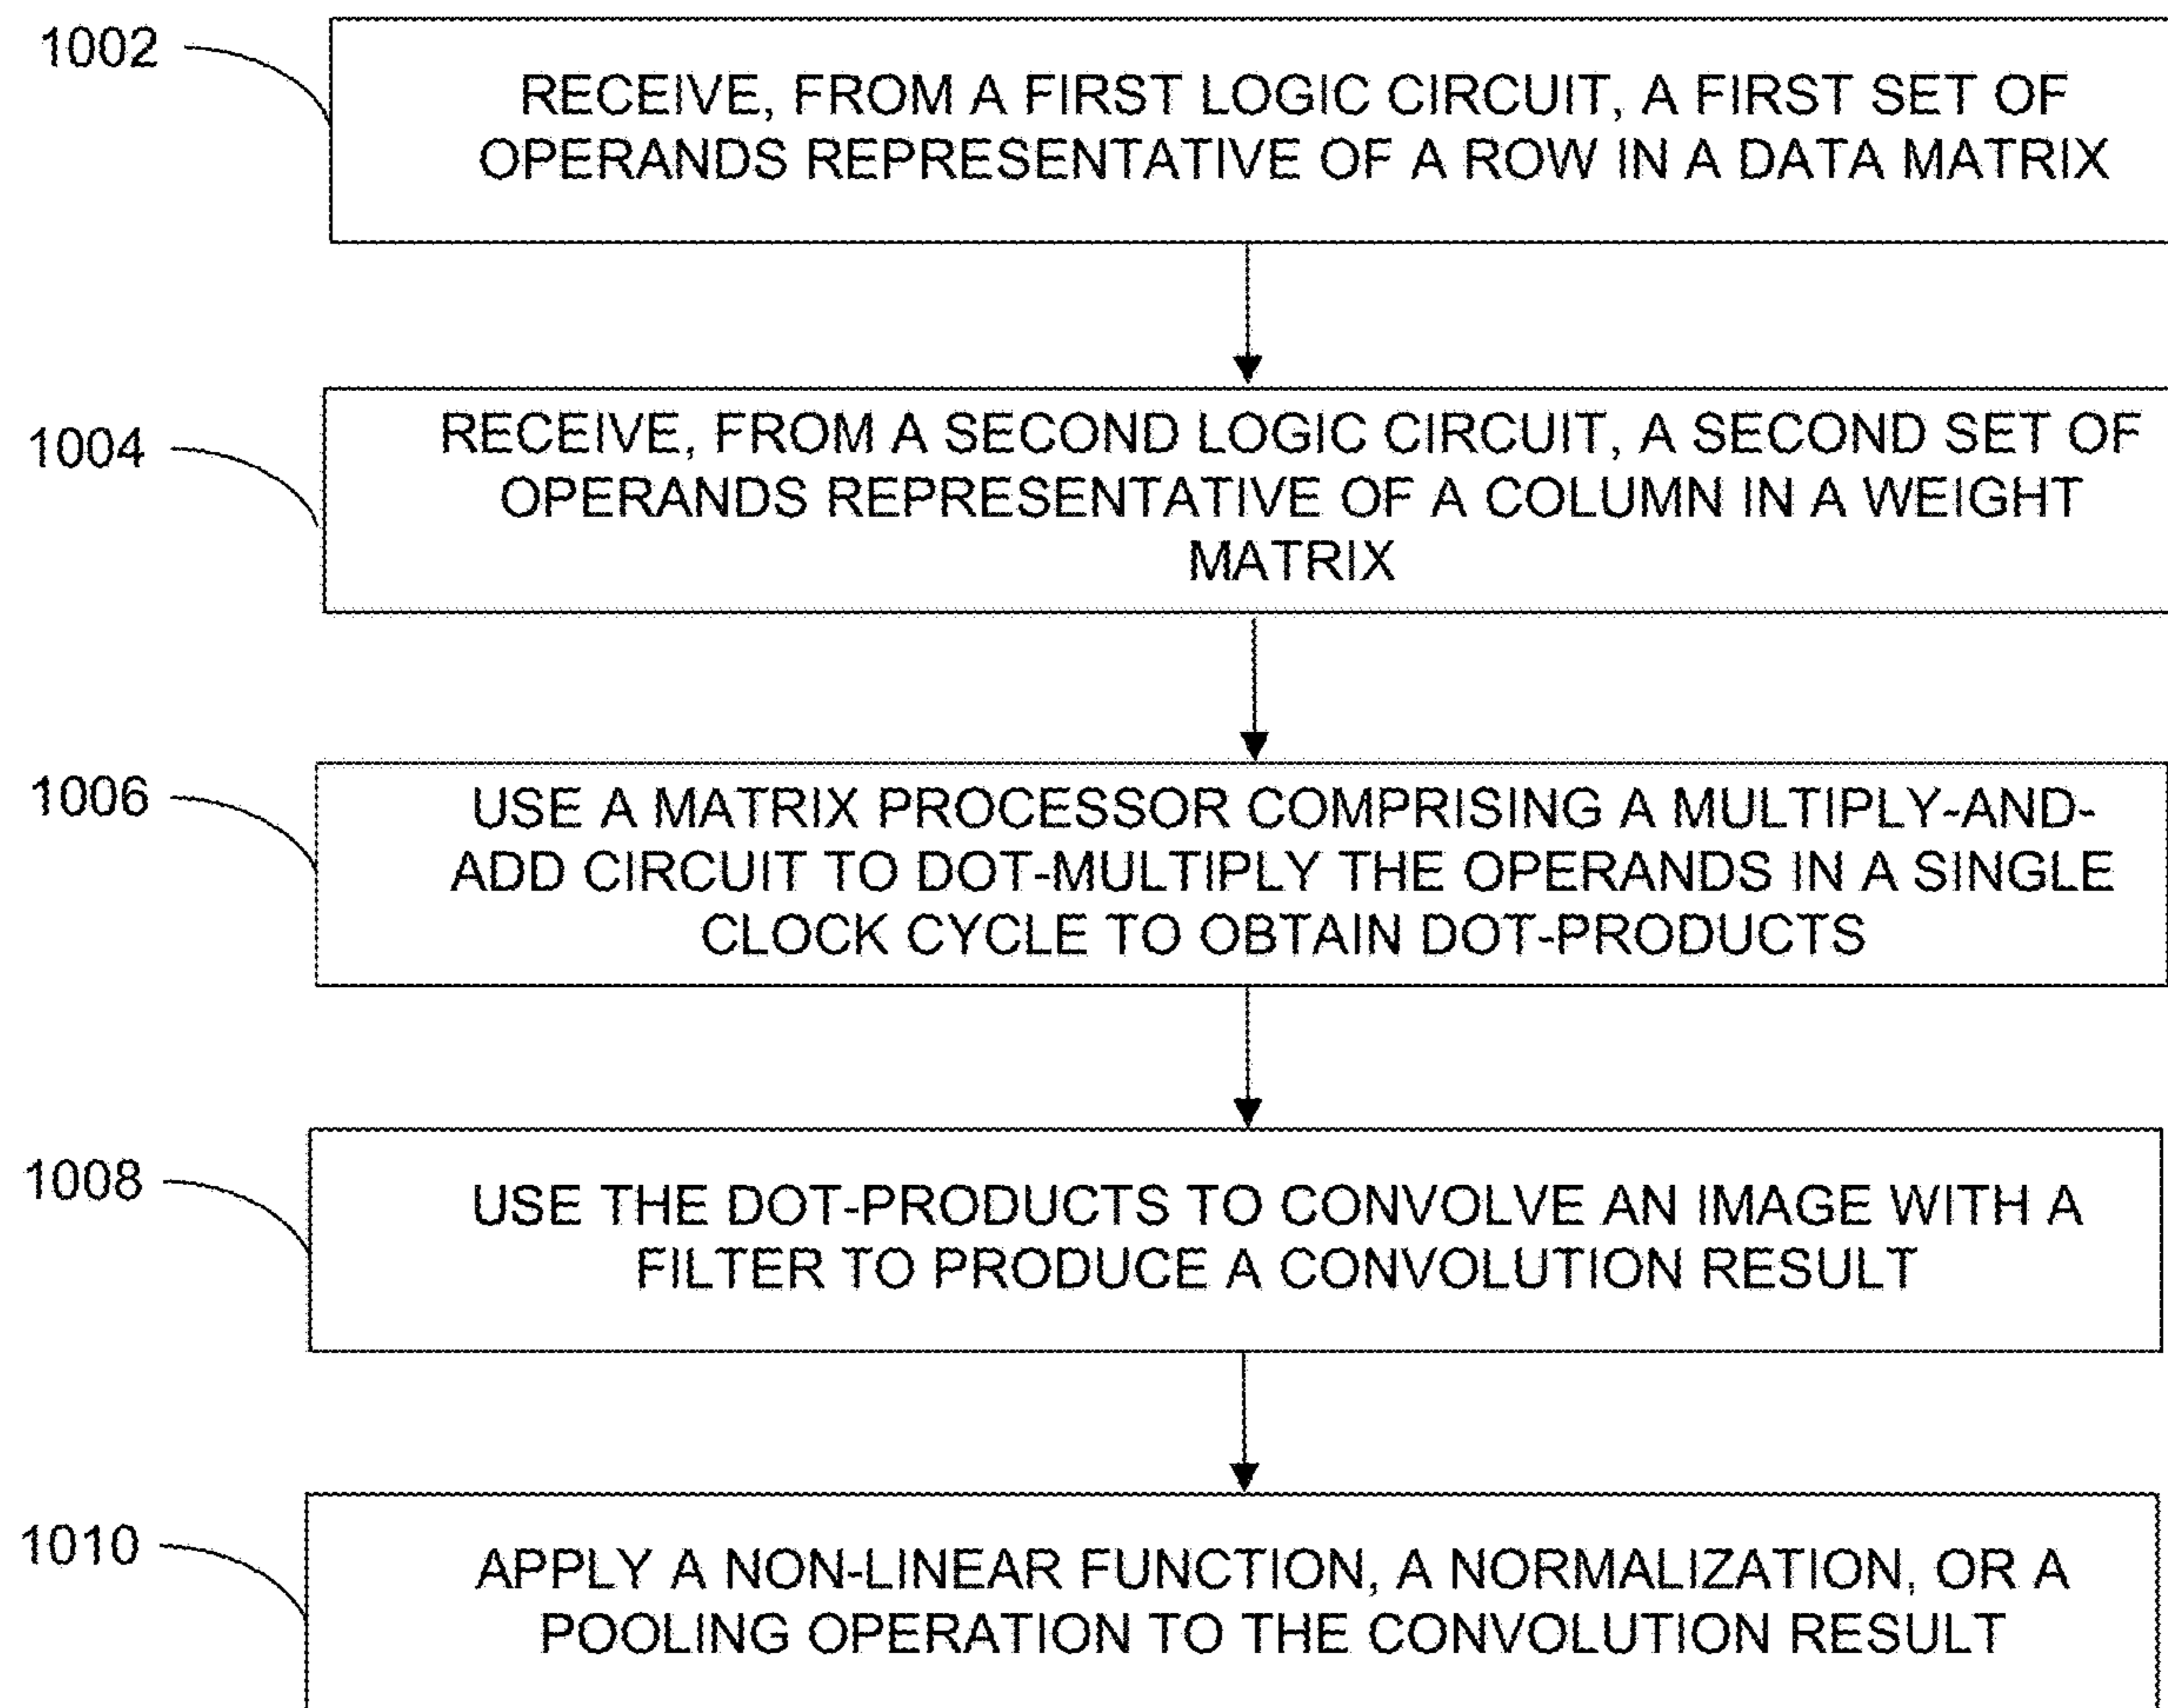 1002
RECEIVE, FROM A FIRST LOGIC CIRCUIT, A FIRST SET OF
OPERANDS REPRESENTATIVE OF A ROW IN A DATA MATRIX
1004
RECEIVE, FROM A SECOND LOGIC CIRCUIT, A SECOND SET OF
OPERANDS REPRESENTATIVE OF A COLUMN IN A WEIGHT
MATRIX
1006
USE A MATRIX PROCESSOR COMPRISING A MULTIPLY-AND-
ADD CIRCUIT TO DOT-MULTIPLY THE OPERANDS IN A SINGLE
CLOCK CYCLE TO OBTAIN DOT-PRODUCTS
1008
USE THE DOT-PRODUCTS TO CONVOLVE AN IMAGE WITH A
FILTER TO PRODUCE A CONVOLUTION RESULT
1010
APPLY A NON-LINEAR FUNCTION, A NORMALIZATION, OR A
POOLING OPERATION TO THE CONVOLUTION RESULT